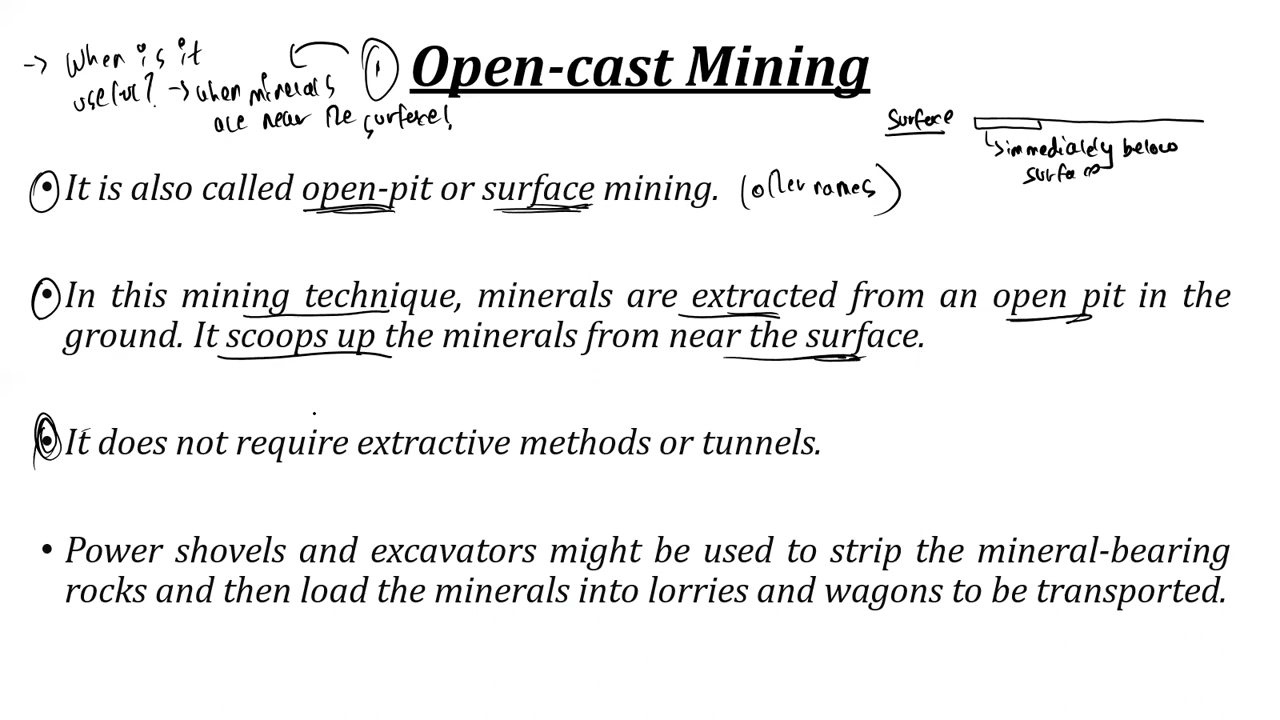 Open-cast Mining
→ When is it
useful? → when minerals
are near the surface!
1
Surface
↳ immediately below
surface
• It is also called open-pit or surface mining. (other names)
• In this mining technique, minerals are extracted from an open pit in the
ground. It scoops up the minerals from near the surface.
• It does not require extractive methods or tunnels.
• Power shovels and excavators might be used to strip the mineral-bearing
rocks and then load the minerals into lorries and wagons to be transported.